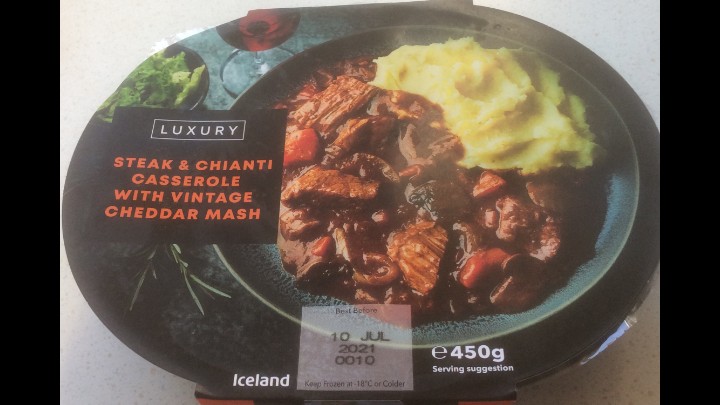 LUXURY
STEAK & CHIANTI
CASSEROLE
WITH VINTAGE
CHEDDAR MASH
Best Before
10 JUL
2021
0010
Keep Frozen at -18°C or Colder
Iceland
e 450g
Serving suggestion